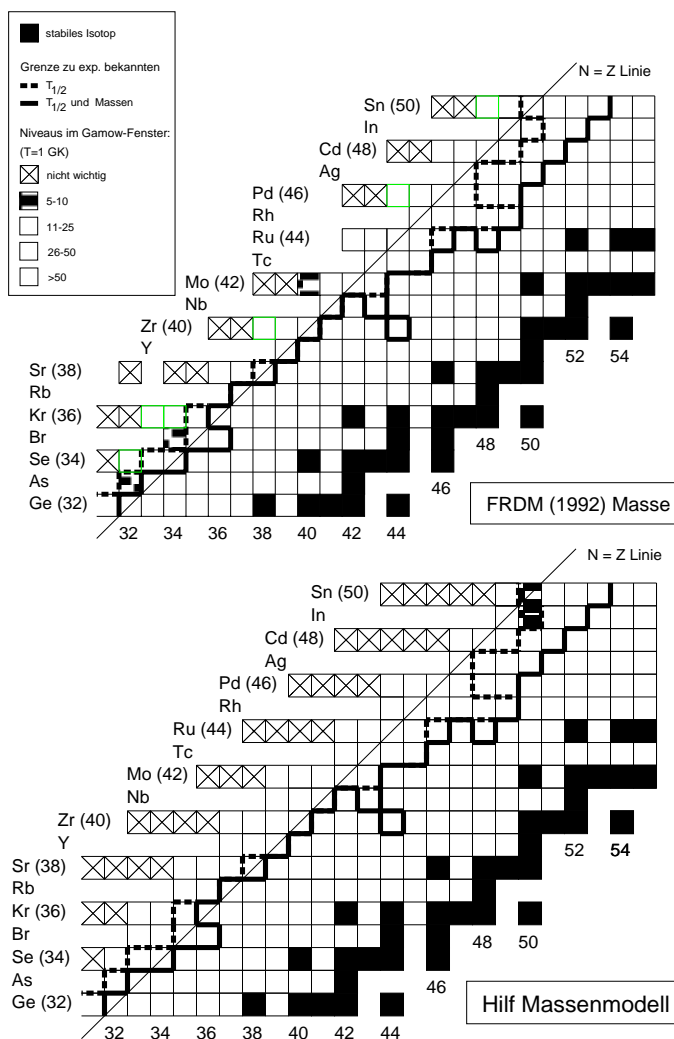 stabiles Isotop
Grenze zu exp. bekannten
T1/2
T1/2 und Massen
Niveaus im Gamow-Fenster:
(T=1 GK)
nicht wichtig
5-10
11-25
26-50
>50
N = Z Linie
Sn (50)
In
Cd (48)
Ag
Pd (46)
Rh
Ru (44)
Tc
Mo (42)
Nb
Zr (40)
Y
Sr (38)
Rb
Kr (36)
Br
Se (34)
As
Ge (32)
52 54
48 50
46
32 34 36 38 40 42 44
FRDM (1992) Masse
N = Z Linie
Sn (50)
In
Cd (48)
Ag
Pd (46)
Rh
Ru (44)
Tc
Mo (42)
Nb
Zr (40)
Y
Sr (38)
Rb
Kr (36)
Br
Se (34)
As
Ge (32)
52 54
48 50
46
32 34 36 38 40 42 44
Hilf Massenmodell